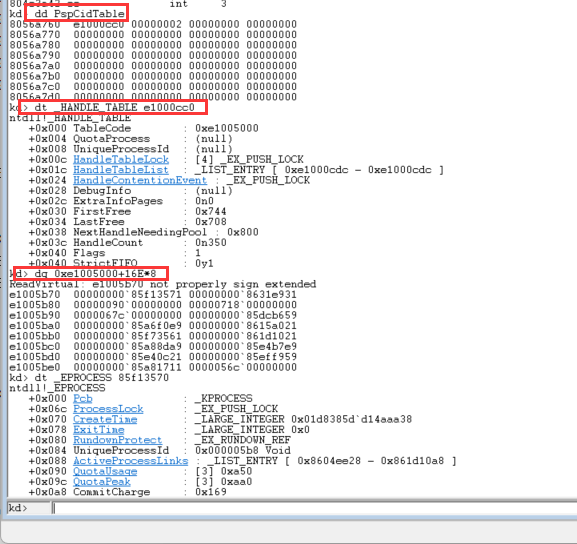 kd> dd PspCidTable
8056a760  e1000cc0 00000002 00000000 00000000
8056a770  00000000 00000000 00000000 00000000
8056a780  00000000 00000000 00000000 00000000
8056a790  00000000 00000000 00000000 00000000
8056a7a0  00000000 00000000 00000000 00000000
8056a7b0  00000000 00000000 00000000 00000000
8056a7c0  00000000 00000000 00000000 00000000
8056a7d0  00000000 00000000 00000000 00000000
kd> dt _HANDLE_TABLE e1000cc0
ntdll!_HANDLE_TABLE
+0x000 TableCode : 0xe1005000
+0x004 QuotaProcess : (null)
+0x008 UniqueProcessId : (null)
+0x00c HandleTableLock : [4] _EX_PUSH_LOCK
+0x01c HandleTableList : _LIST_ENTRY [ 0xe1000cdc - 0xe1000cdc ]
+0x024 HandleContentionEvent : _EX_PUSH_LOCK
+0x028 DebugInfo : (null)
+0x02c ExtraInfoPages : 0n0
+0x030 FirstFree : 0x744
+0x034 LastFree : 0x708
+0x038 NextHandleNeedingPool : 0x800
+0x03c HandleCount : 0n350
+0x040 Flags : 1
+0x040 StrictFIFO : 0y1
kd> dq 0xe1005000+16E*8
ReadVirtual: e1005b70 not properly sign extended
e1005b70  00000000`85f13571 00000000`8631e931
e1005b80  00000090`00000000 00000718`00000000
e1005b90  0000067c`00000000 00000000`85dcb659
e1005ba0  00000000`85a6f0e9 00000000`8615a021
e1005bb0  00000000`85f73561 00000000`861d1021
e1005bc0  00000000`85a88da9 00000000`85e4b7e9
e1005bd0  00000000`85e40c21 00000000`85eff959
e1005be0  00000000`85a81711 0000056c`00000000
kd> dt _EPROCESS 85f13570
ntdll!_EPROCESS
+0x000 Pcb : _KPROCESS
+0x06c ProcessLock : _EX_PUSH_LOCK
+0x070 CreateTime : _LARGE_INTEGER 0x01d8385d`d14aaa38
+0x078 ExitTime : _LARGE_INTEGER 0x0
+0x080 RundownProtect : _EX_RUNDOWN_REF
+0x084 UniqueProcessId : 0x000005b8 Void
+0x088 ActiveProcessLinks : _LIST_ENTRY [ 0x8604ee28 - 0x861d10a8 ]
+0x090 QuotaUsage : [3] 0xa50
+0x09c QuotaPeak : [3] 0xaa0
+0x0a8 CommitCharge : 0x169
kd>